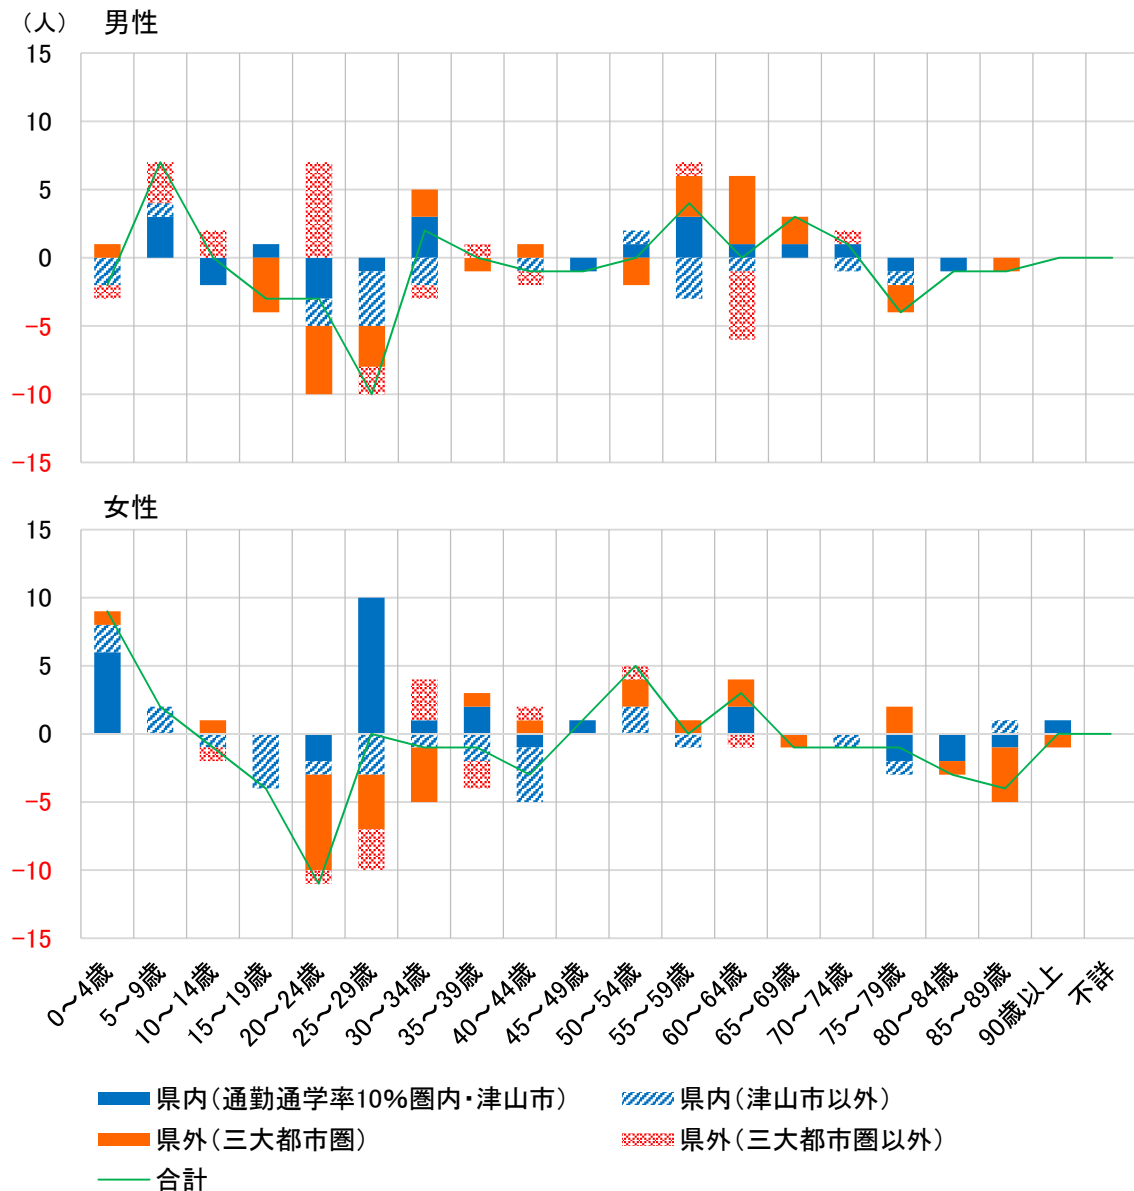 （人） 男性
15
10
5
0
-5
-10
-15
女性
15
10
5
0
-5
-10
-15
0～4歳
5～9歳
10～14歳
15～19歳
20～24歳
25～29歳
30～34歳
35～39歳
40～44歳
45～49歳
50～54歳
55～59歳
60～64歳
65～69歳
70～74歳
75～79歳
80～84歳
85～89歳
90歳以上
不詳
県内（通勤通学率10%圏内・津山市） 県内（津山市以外）
県外（三大都市圏） 県外（三大都市圏以外）
合計